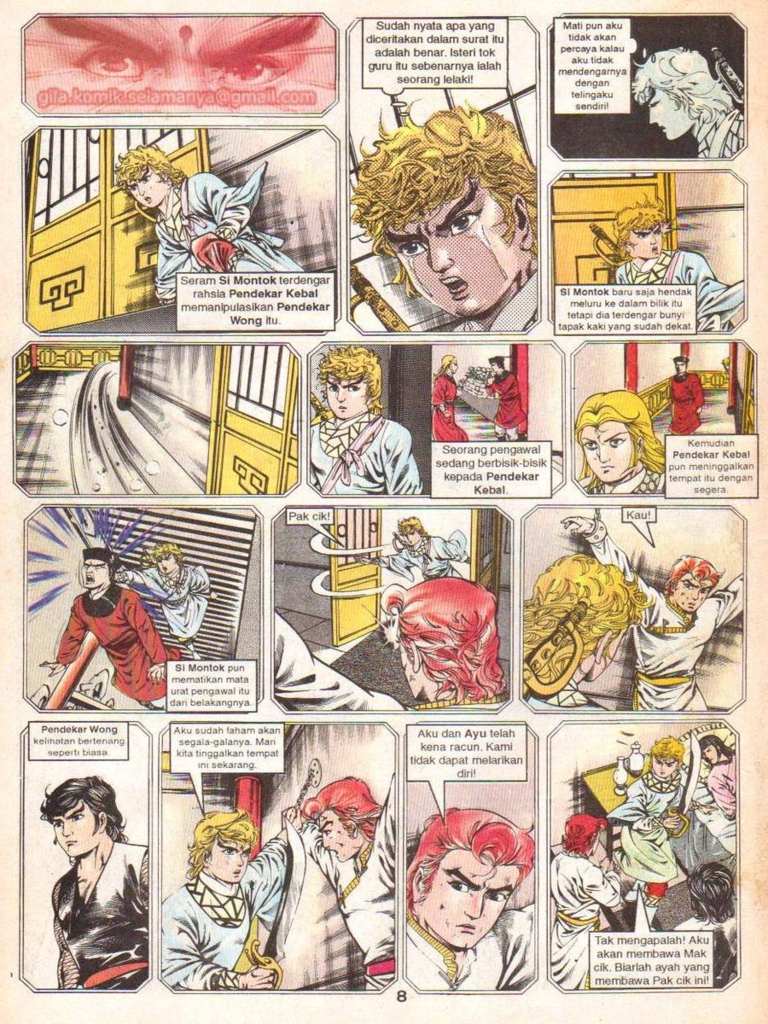 gila.komik.selamanya@gmail.com
Sudah nyata apa yang
diceritakan dalam surat itu
adalah benar. Isteri tok
guru itu sebenarnya ialah
seorang lelaki!
Mati pun aku
tidak akan
percaya kalau
aku tidak
mendengarnya
dengan
telingaku
sendiri!
Seram Si Montok terdengar
rahsia Pendekar Kebal
memanipulasikan Pendekar
Wong itu.
Si Montok baru saja hendak
meluru ke dalam bilik itu
tetapi dia terdengar bunyi
tapak kaki yang sudah dekat.
Seorang pengawal
sedang berbisik-bisik
kepada Pendekar
Kebal.
Kemudian
Pendekar Kebal
pun meninggalkan
tempat itu dengan
segera.
Si Montok pun
mematikan mata
urat pengawal itu
dari belakangnya.
Pak cik!
Kau!
Pendekar Wong
kelihatan bertenang
seperti biasa.
Aku sudah faham akan
segala-galanya. Mari
kita tinggalkan tempat
ini sekarang.
Aku dan Ayu telah
kena racun. Kami
tidak dapat melarikan
diri!
Tak mengapalah! Aku
akan membawa Mak
cik. Biarlah ayah yang
membawa Pak cik ini!
8